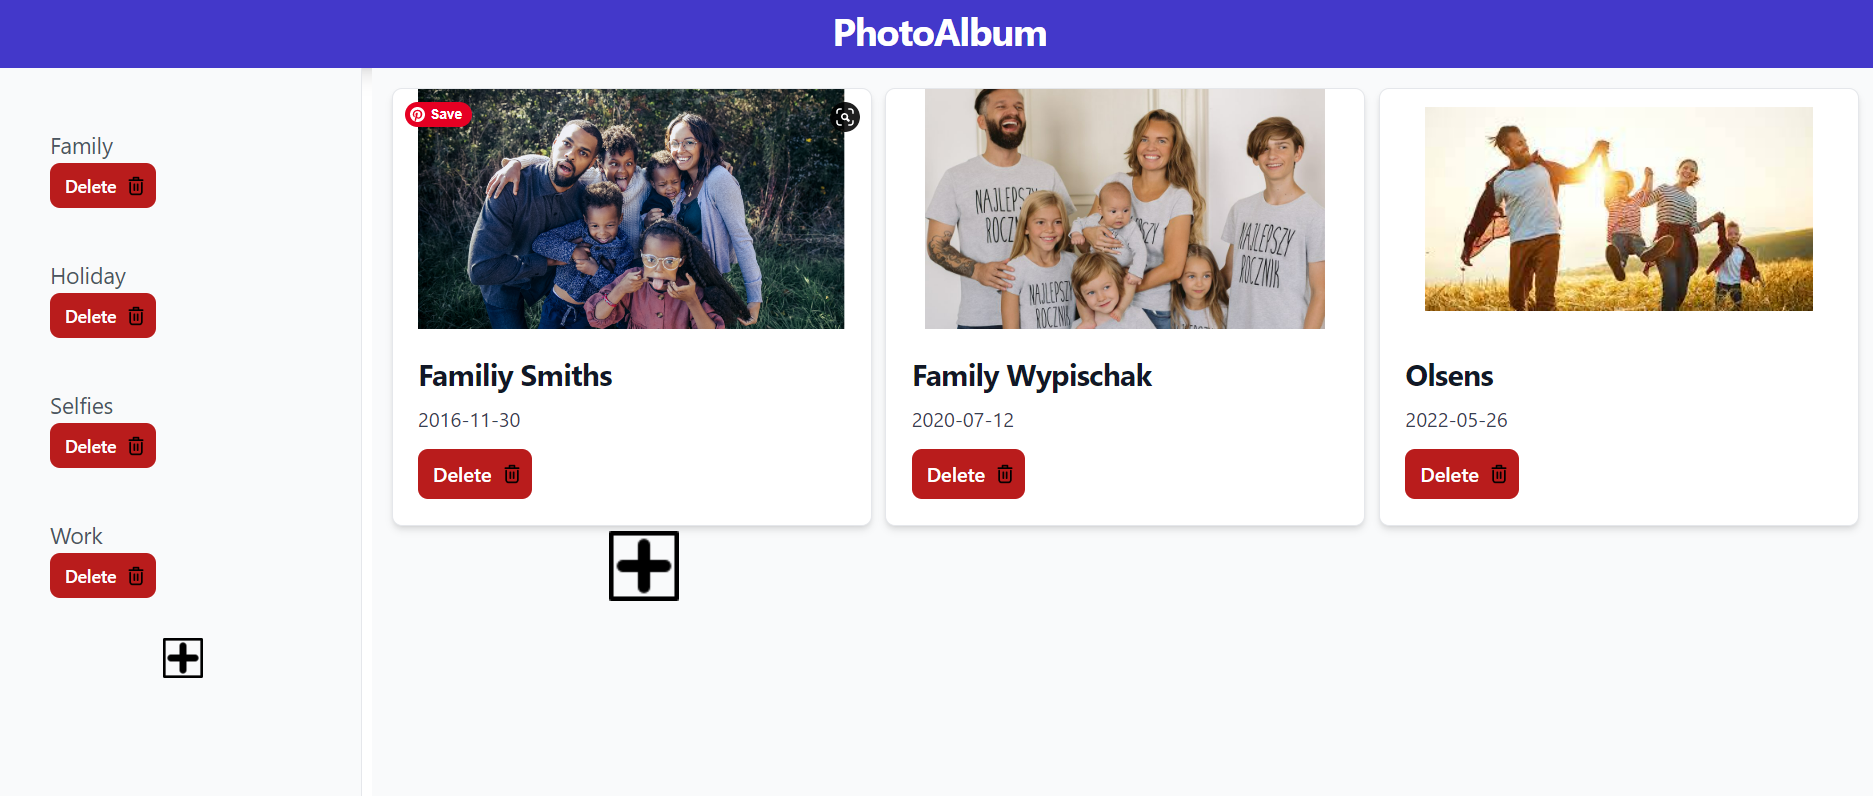 PhotoAlbum
Family
Delete
Holiday
Delete
Selfies
Delete
Work
Delete
Save
Familiy Smiths
2016-11-30
Delete
NAJLEPSZY
ROCZNIK
NAJLEPSZY
ROCZNIK
Family Wypischak
2020-07-12
Delete
Olsens
2022-05-26
Delete